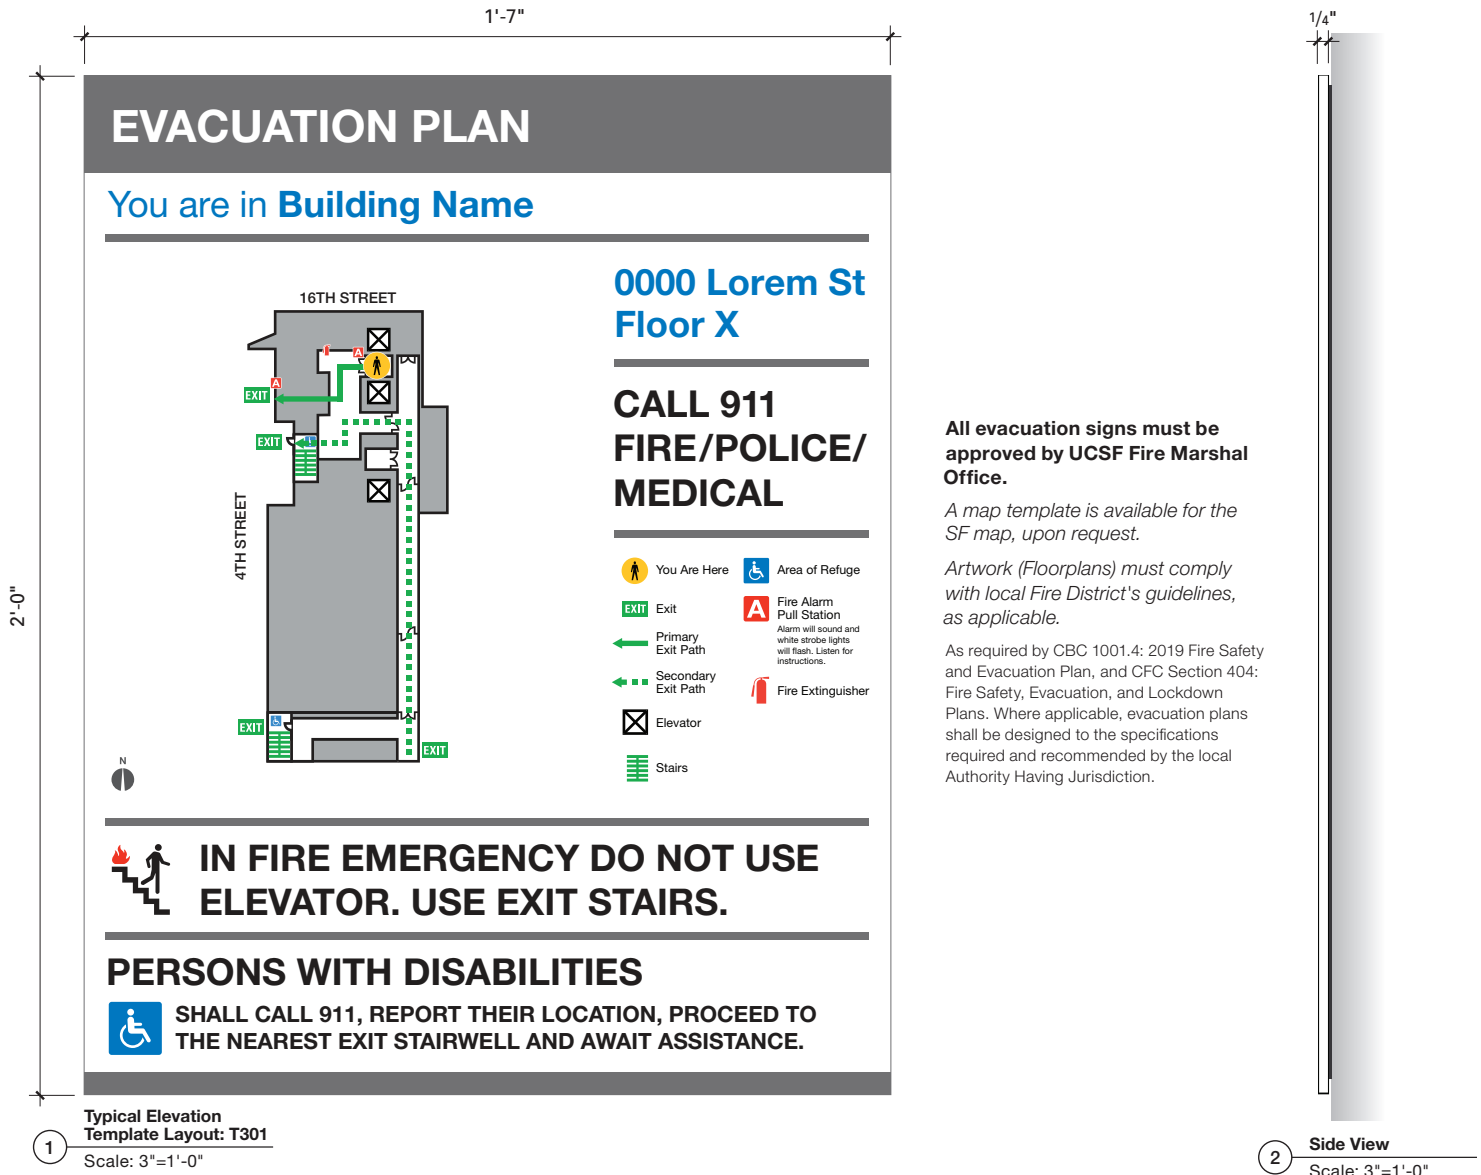 1'-7"
1/4"
2'-0"
EVACUATION PLAN
You are in Building Name
16TH STREET
4TH STREET
A
A
EXIT
EXIT
EXIT
EXIT
N
0000 Lorem St
Floor X
CALL 911
FIRE/POLICE/
MEDICAL
You Are Here
EXIT Exit
Primary
Exit Path
Secondary
Exit Path
Elevator
Stairs
Area of Refuge
A Fire Alarm
Pull Station
Alarm will sound and
white strobe lights
will flash. Listen for
instructions.
Fire Extinguisher
IN FIRE EMERGENCY DO NOT USE
ELEVATOR. USE EXIT STAIRS.
PERSONS WITH DISABILITIES
SHALL CALL 911, REPORT THEIR LOCATION, PROCEED TO
THE NEAREST EXIT STAIRWELL AND AWAIT ASSISTANCE.
All evacuation signs must be
approved by UCSF Fire Marshal
Office.
A map template is available for the
SF map, upon request.
Artwork (Floorplans) must comply
with local Fire District's guidelines,
as applicable.
As required by CBC 1001.4: 2019 Fire Safety
and Evacuation Plan, and CFC Section 404:
Fire Safety, Evacuation, and Lockdown
Plans. Where applicable, evacuation plans
shall be designed to the specifications
required and recommended by the local
Authority Having Jurisdiction.
1
Typical Elevation
Template Layout: T301
Scale: 3"=1'-0"
2
Side View
Scale: 3"=1'-0"